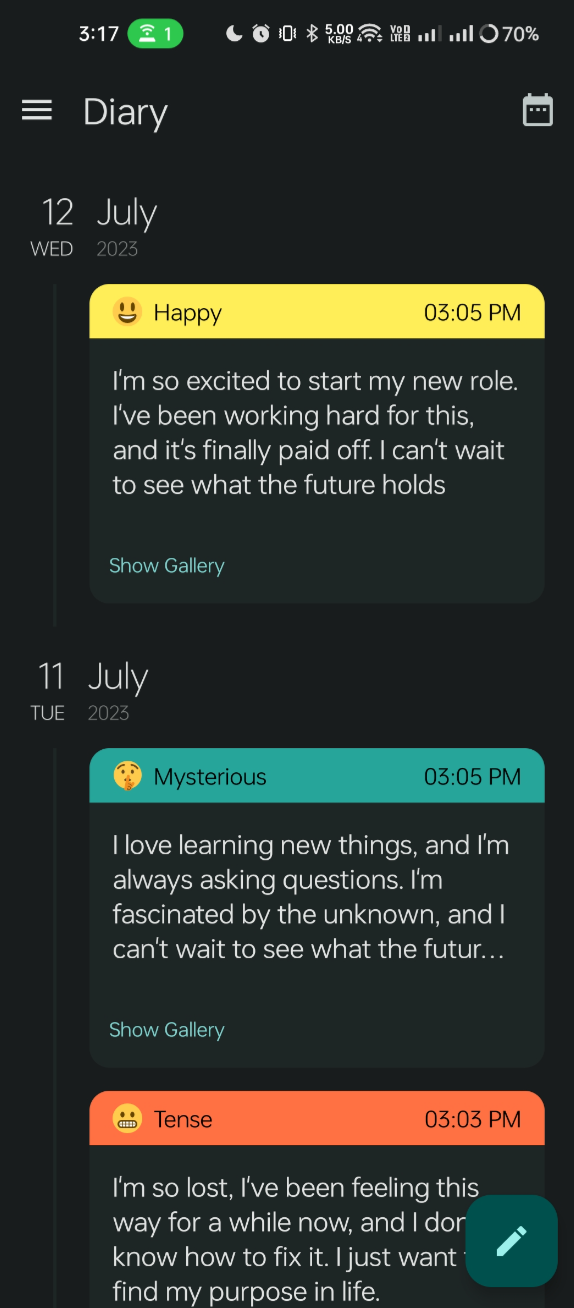 3:17 1 5.00 KB/S 4 VoD LTE2 70%
Diary
12 July
WED 2023
Happy 03:05 PM
I'm so excited to start my new role.
I've been working hard for this,
and it's finally paid off. I can't wait
to see what the future holds
Show Gallery
11 July
TUE 2023
Mysterious 03:05 PM
I love learning new things, and I'm
always asking questions. I'm
fascinated by the unknown, and I
can't wait to see what the futur...
Show Gallery
Tense 03:03 PM
I'm so lost, I've been feeling this
way for a while now, and I
know how to fix it. I just want
find my purpose in life.